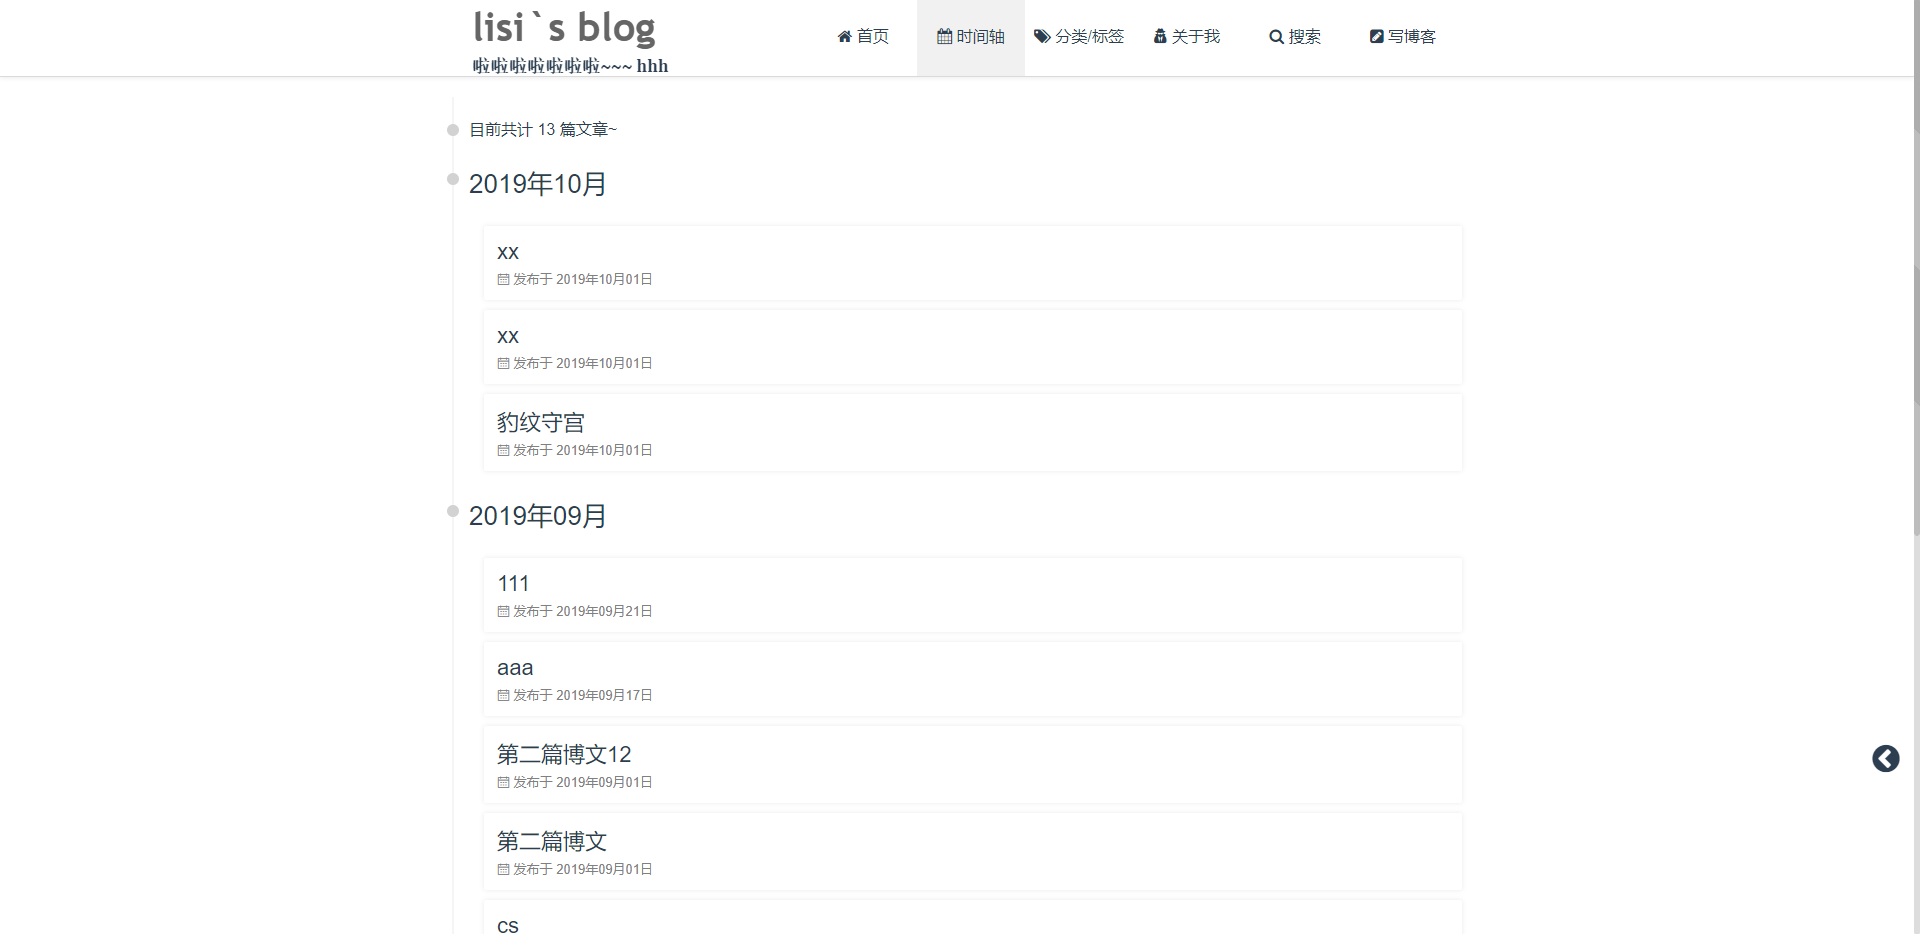 lisi`s blog
啦啦啦啦啦啦啦~~~ hhh
首页 时间轴 分类/标签 关于我 搜索 写博客
目前共计 13 篇文章~
2019年10月
xx
发布于 2019年10月01日
xx
发布于 2019年10月01日
豹纹守宫
发布于 2019年10月01日
2019年09月
111
发布于 2019年09月21日
aaa
发布于 2019年09月17日
第二篇博文12
发布于 2019年09月01日
第二篇博文
发布于 2019年09月01日
cs